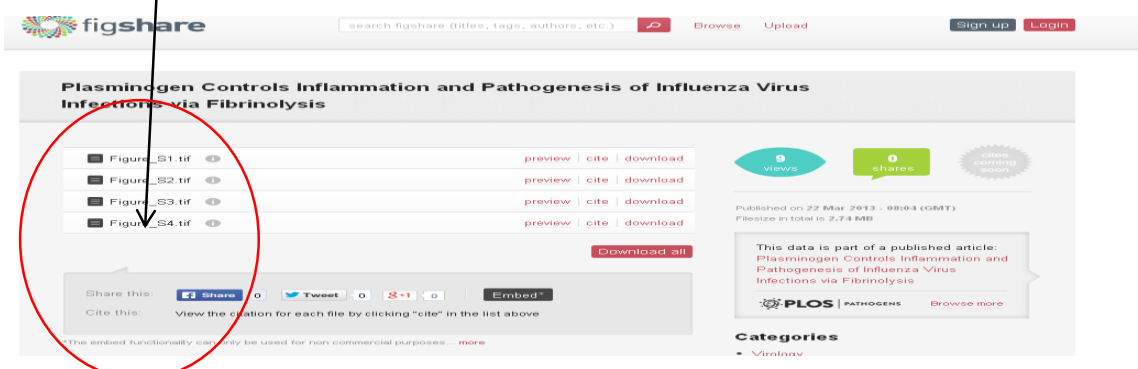 figshare
search figshare (titles, tags, authors, etc.)
Browse Upload
Sign up Login
Plasminogen Controls Inflammation and Pathogenesis of Influenza Virus
Infections via Fibrinolysis
Figure_S1.tif preview cite download
Figure_S2.tif preview cite download
Figure_S3.tif preview cite download
Figure_S4.tif preview cite download
Download all
Share this: Share 0 Tweet 0 +1 0 Embed*
Cite this: View the citation for each file by clicking "cite" in the list above
*The embed functionality can only be used for non commercial purposes... more
9
views
0
shares
cites
coming
soon
Published on 22 Mar 2013 - 08:04 (GMT)
Filesize in total is 2.74 MB
This data is part of a published article:
Plasminogen Controls Inflammation and
Pathogenesis of Influenza Virus
Infections via Fibrinolysis
PLOS PATHOGENS Browse more
Categories
• Virology